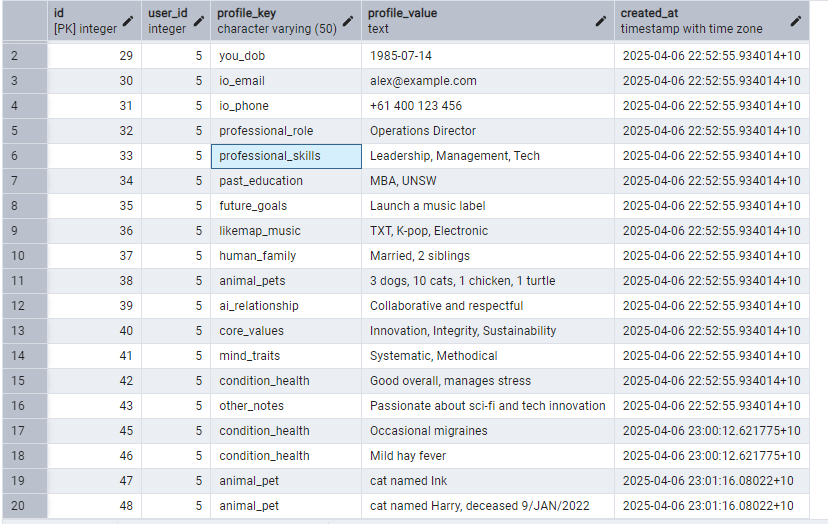 id user_id profile_key profile_value created_at
[PK] integer integer character varying (50) text timestamp with time zone
2 29 5 you_dob 1985-07-14 2025-04-06 22:52:55.934014+10
3 30 5 io_email alex@example.com 2025-04-06 22:52:55.934014+10
4 31 5 io_phone +61 400 123 456 2025-04-06 22:52:55.934014+10
5 32 5 professional_role Operations Director 2025-04-06 22:52:55.934014+10
6 33 5 professional_skills Leadership, Management, Tech 2025-04-06 22:52:55.934014+10
7 34 5 past_education MBA, UNSW 2025-04-06 22:52:55.934014+10
8 35 5 future_goals Launch a music label 2025-04-06 22:52:55.934014+10
9 36 5 likemap_music TXT, K-pop, Electronic 2025-04-06 22:52:55.934014+10
10 37 5 human_family Married, 2 siblings 2025-04-06 22:52:55.934014+10
11 38 5 animal_pets 3 dogs, 10 cats, 1 chicken, 1 turtle 2025-04-06 22:52:55.934014+10
12 39 5 ai_relationship Collaborative and respectful 2025-04-06 22:52:55.934014+10
13 40 5 core_values Innovation, Integrity, Sustainability 2025-04-06 22:52:55.934014+10
14 41 5 mind_traits Systematic, Methodical 2025-04-06 22:52:55.934014+10
15 42 5 condition_health Good overall, manages stress 2025-04-06 22:52:55.934014+10
16 43 5 other_notes Passionate about sci-fi and tech innovation 2025-04-06 22:52:55.934014+10
17 45 5 condition_health Occasional migraines 2025-04-06 23:00:12.621775+10
18 46 5 condition_health Mild hay fever 2025-04-06 23:00:12.621775+10
19 47 5 animal_pet cat named Ink 2025-04-06 23:01:16.08022+10
20 48 5 animal_pet cat named Harry, deceased 9/JAN/2022 2025-04-06 23:01:16.08022+10